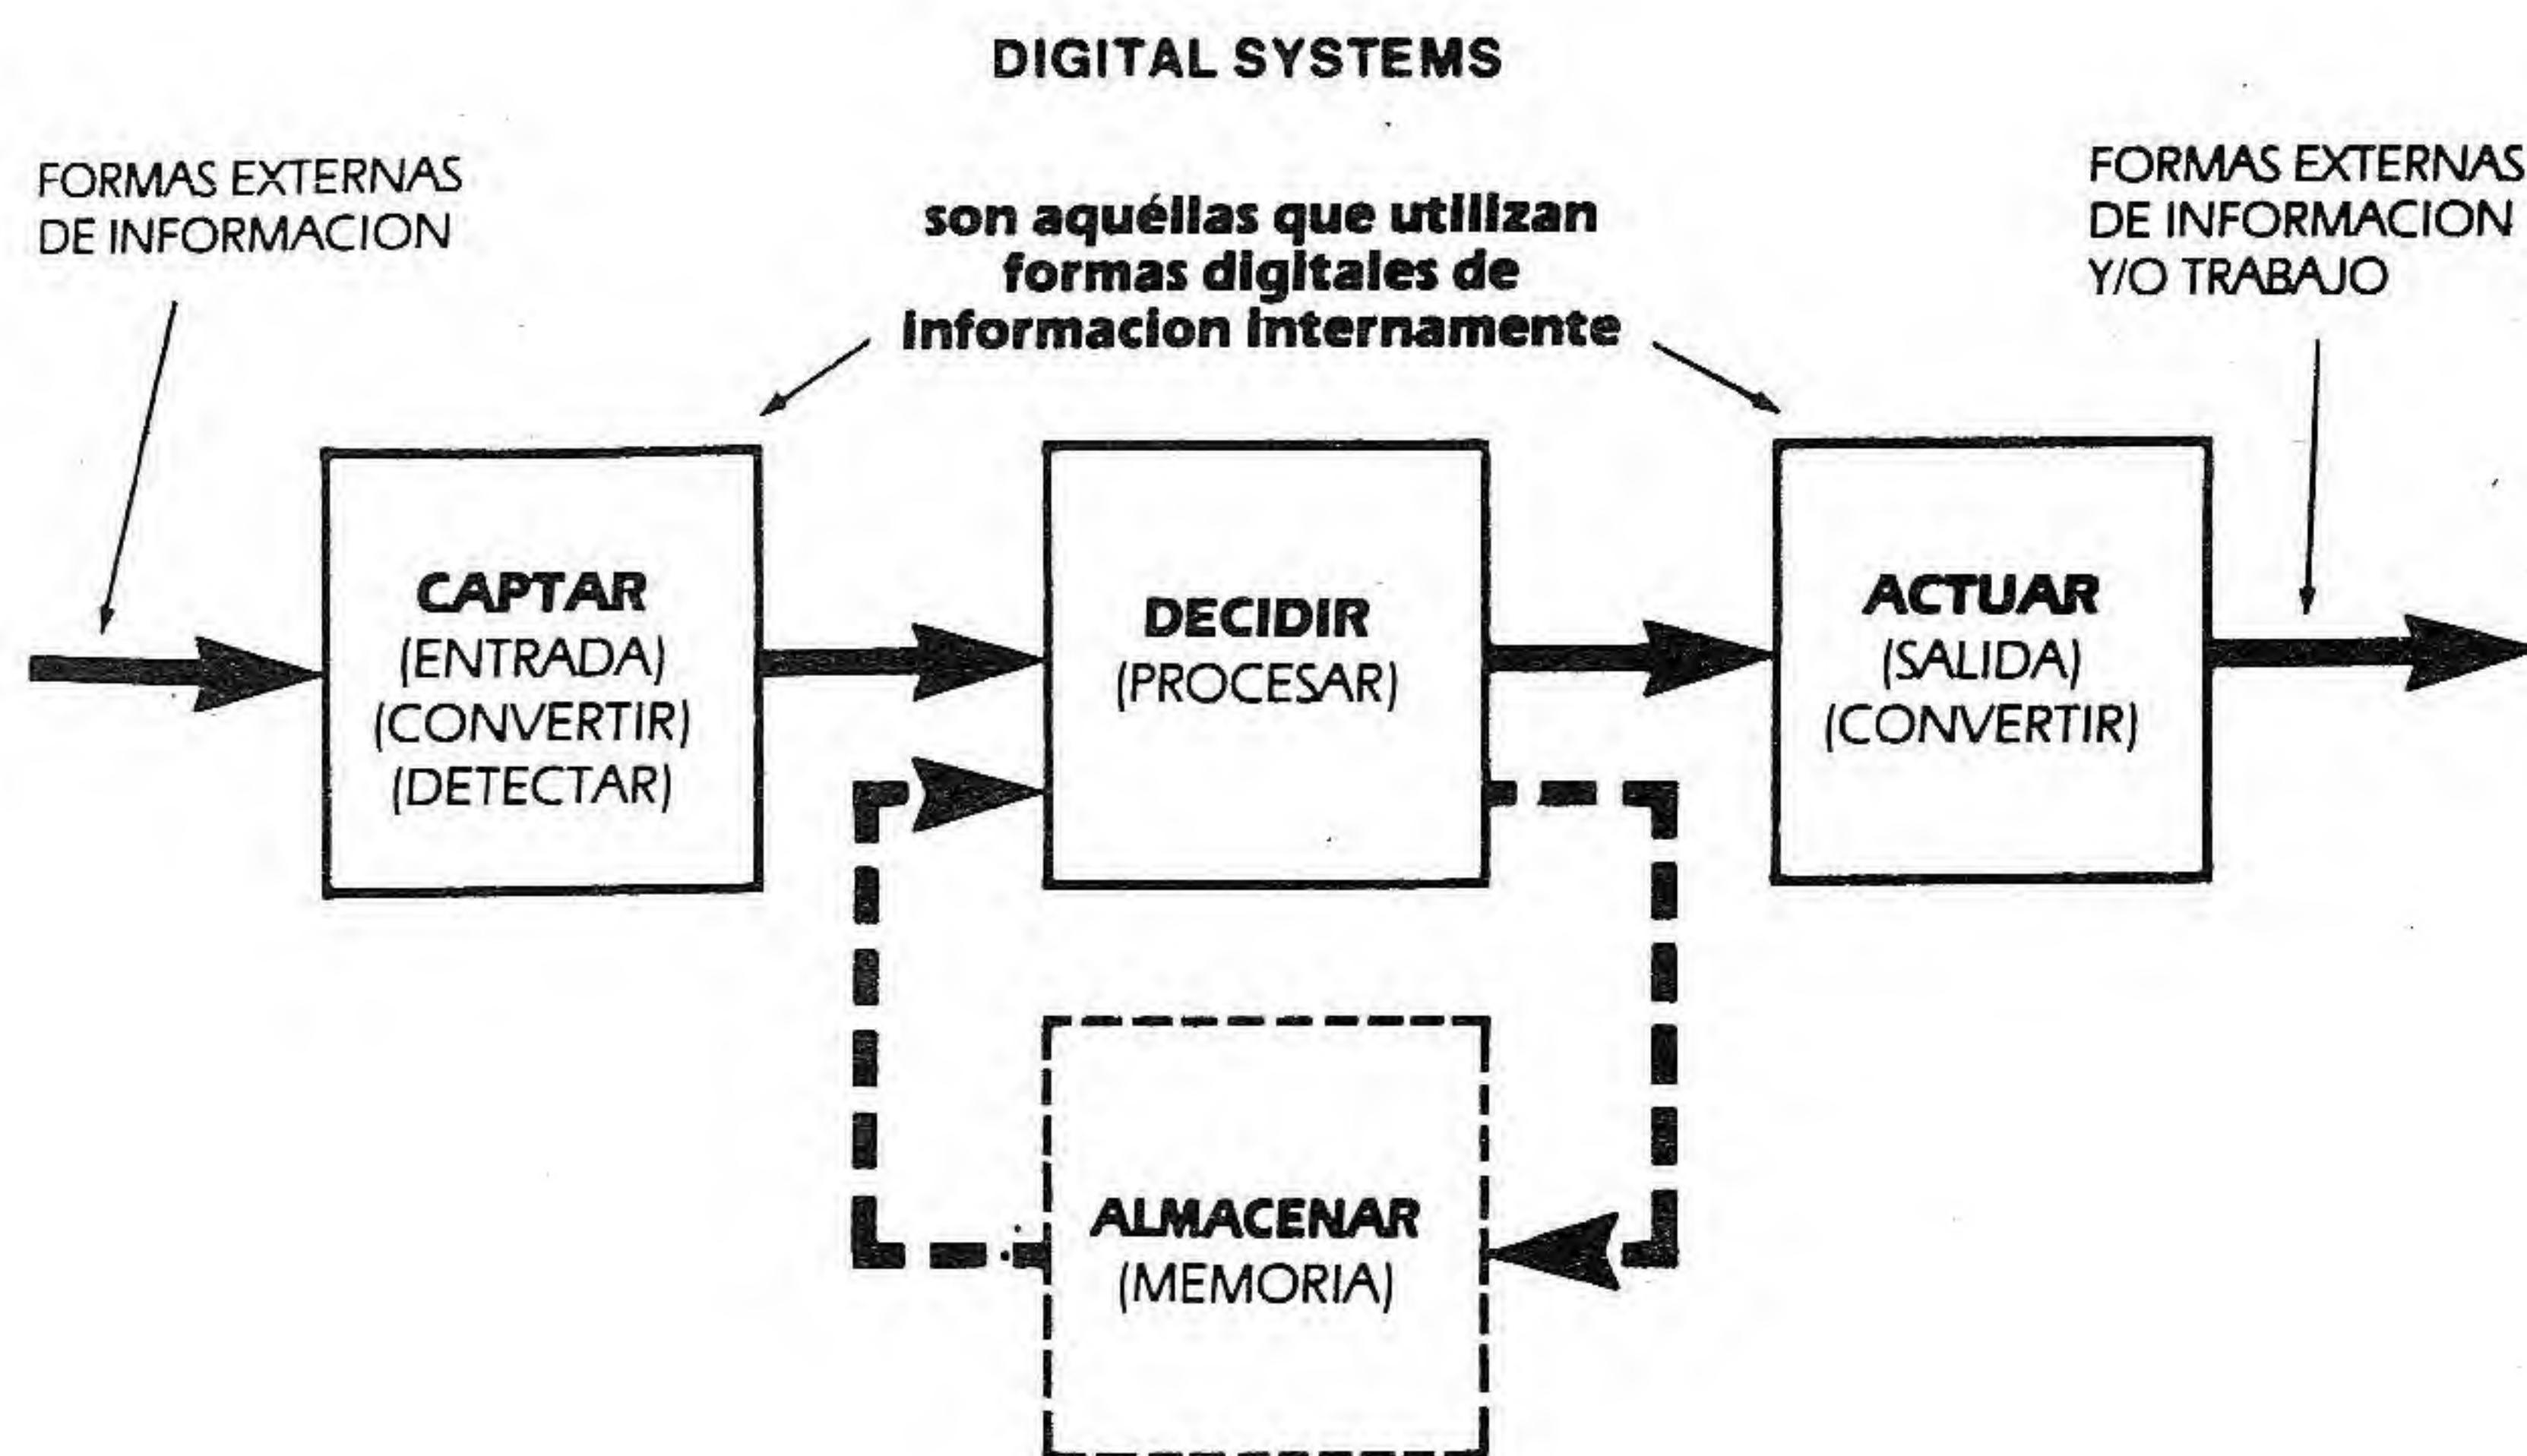 DIGITAL SYSTEMS
FORMAS EXTERNAS
DE INFORMACION
son aquéllas que utilizan
formas digitales de
Informacion Internamente
FORMAS EXTERNAS
DE INFORMACION
Y/O TRABAJO
CAPTAR
(ENTRADA)
(CONVERTIR)
(DETECTAR)
DECIDIR
(PROCESAR)
ACTUAR
(SALIDA)
(CONVERTIR)
ALMACENAR
(MEMORIA)